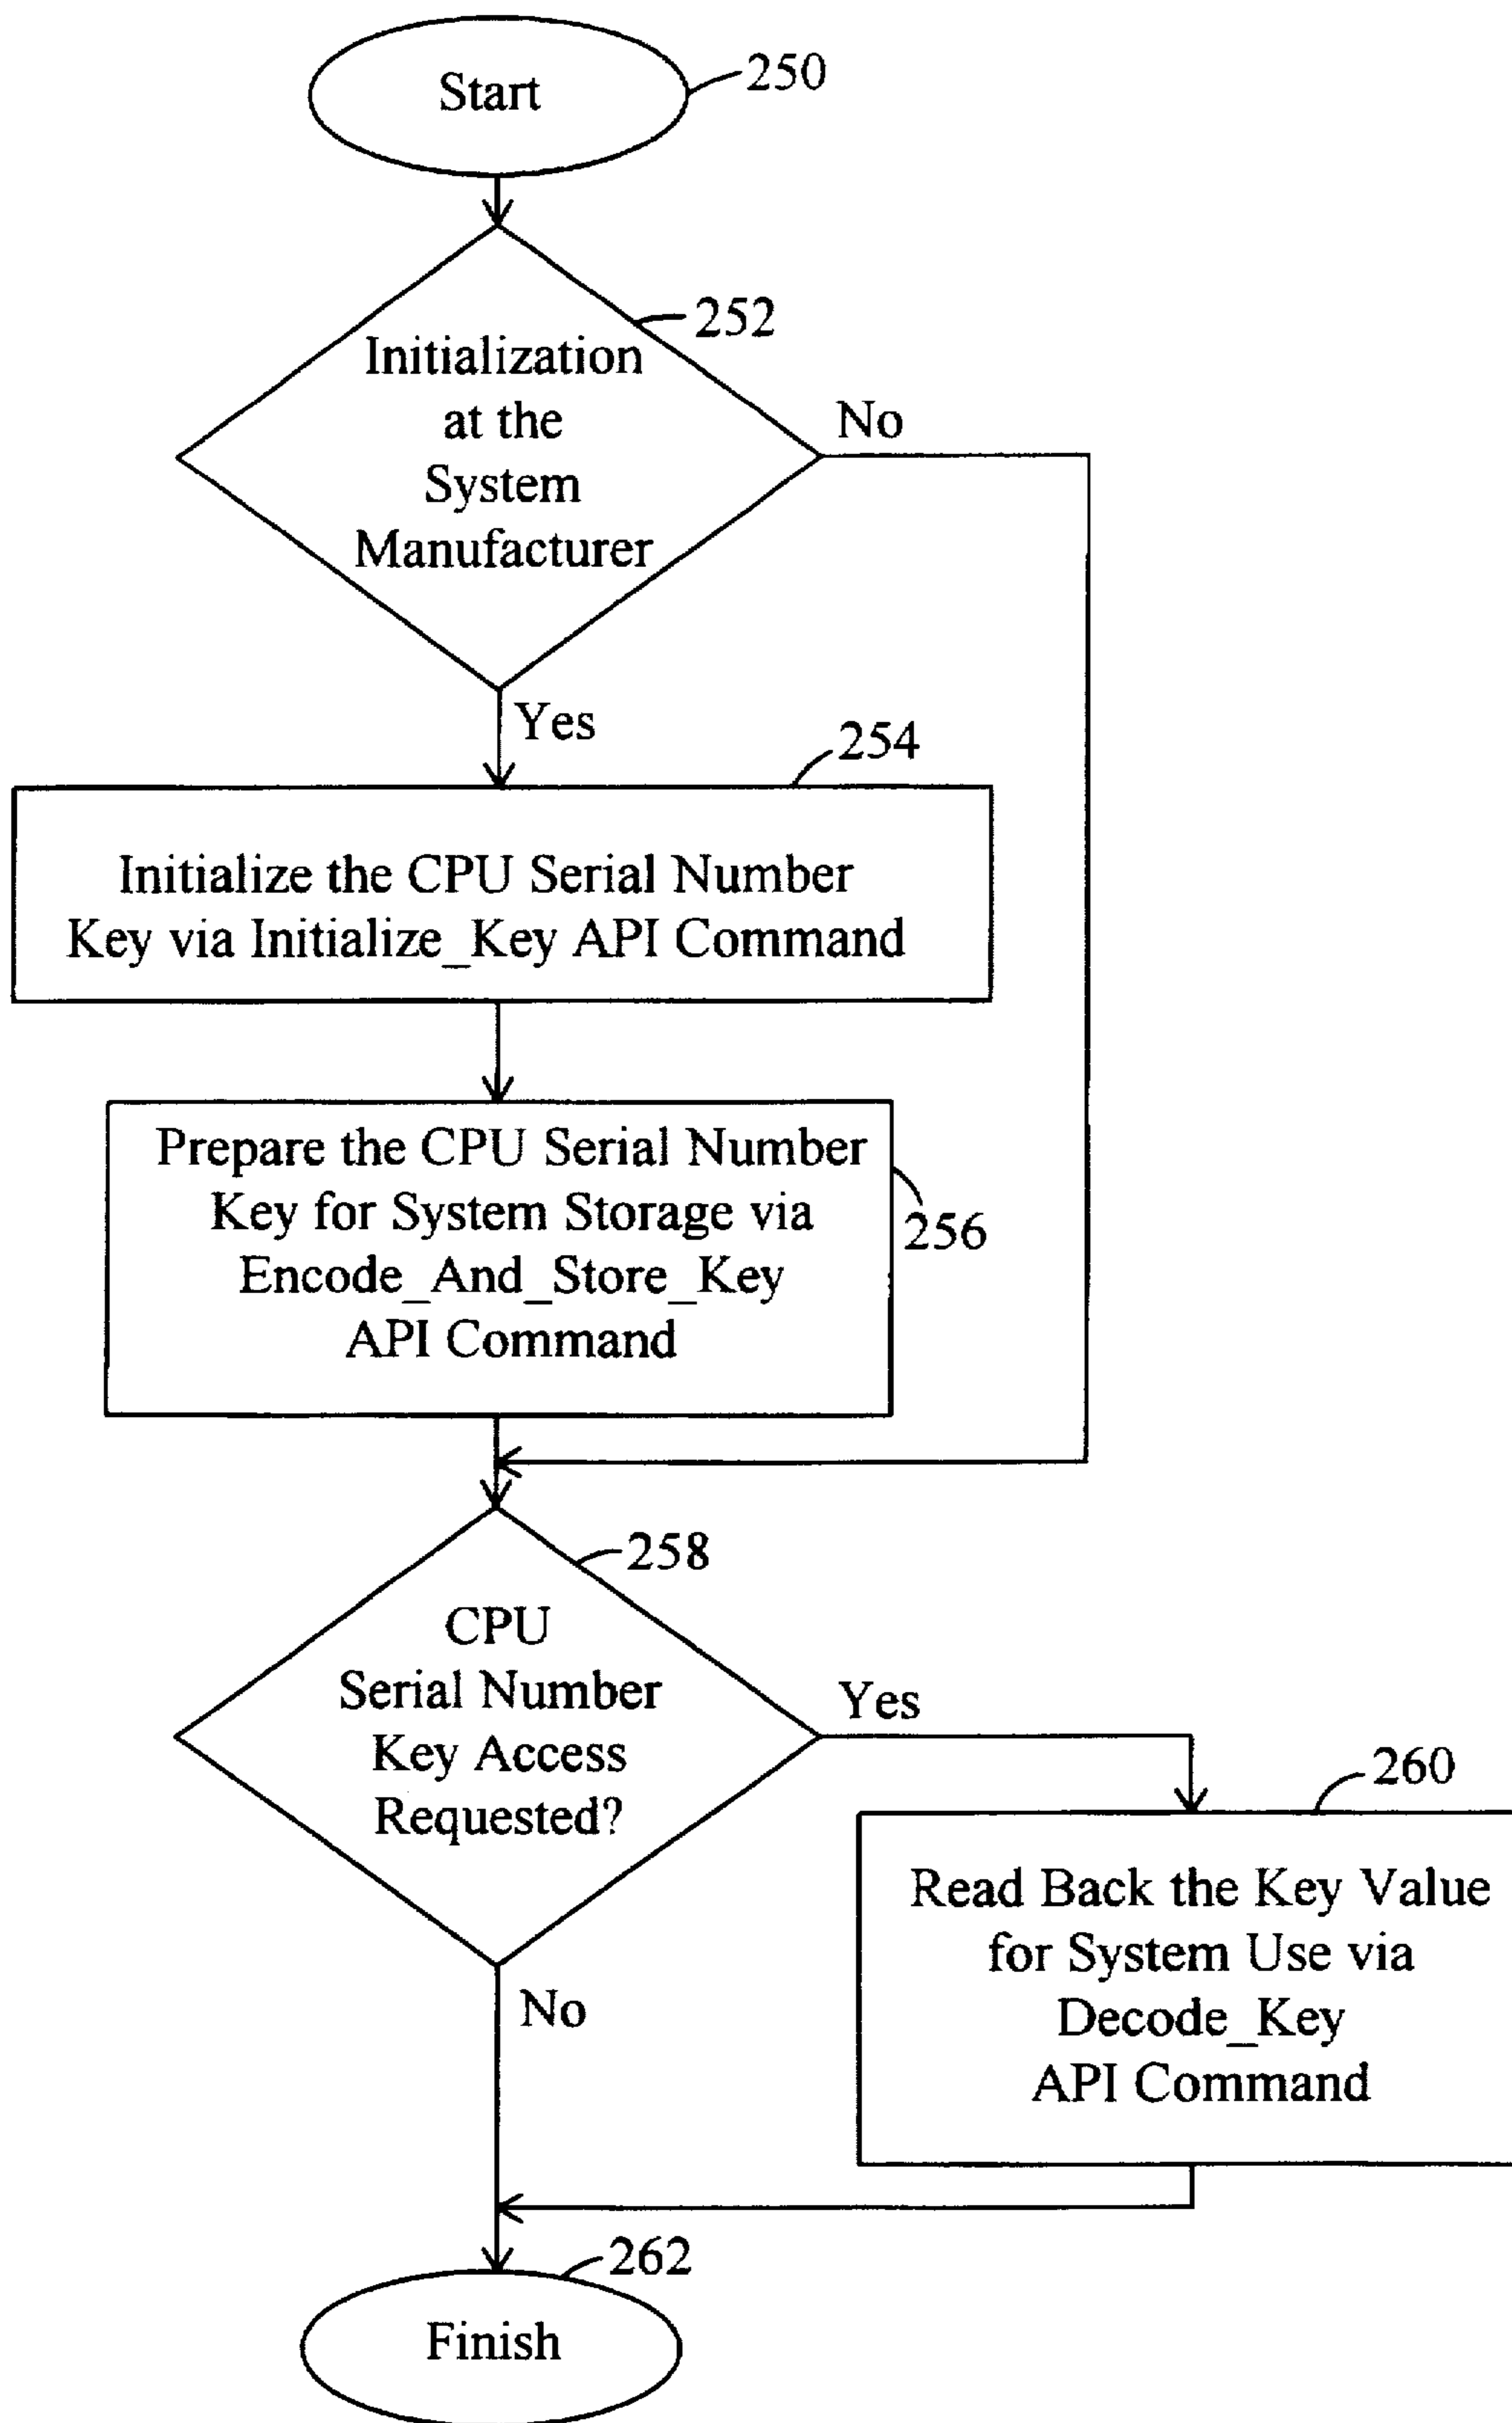 Start
250
252
Initialization
at the
System
Manufacturer
No
Yes
254
Initialize the CPU Serial Number
Key via Initialize_Key API Command
Prepare the CPU Serial Number
Key for System Storage via
Encode_And_Store_Key
API Command
256
258
CPU
Serial Number
Key Access
Requested?
Yes
260
Read Back the Key Value
for System Use via
Decode_Key
API Command
No
262
Finish